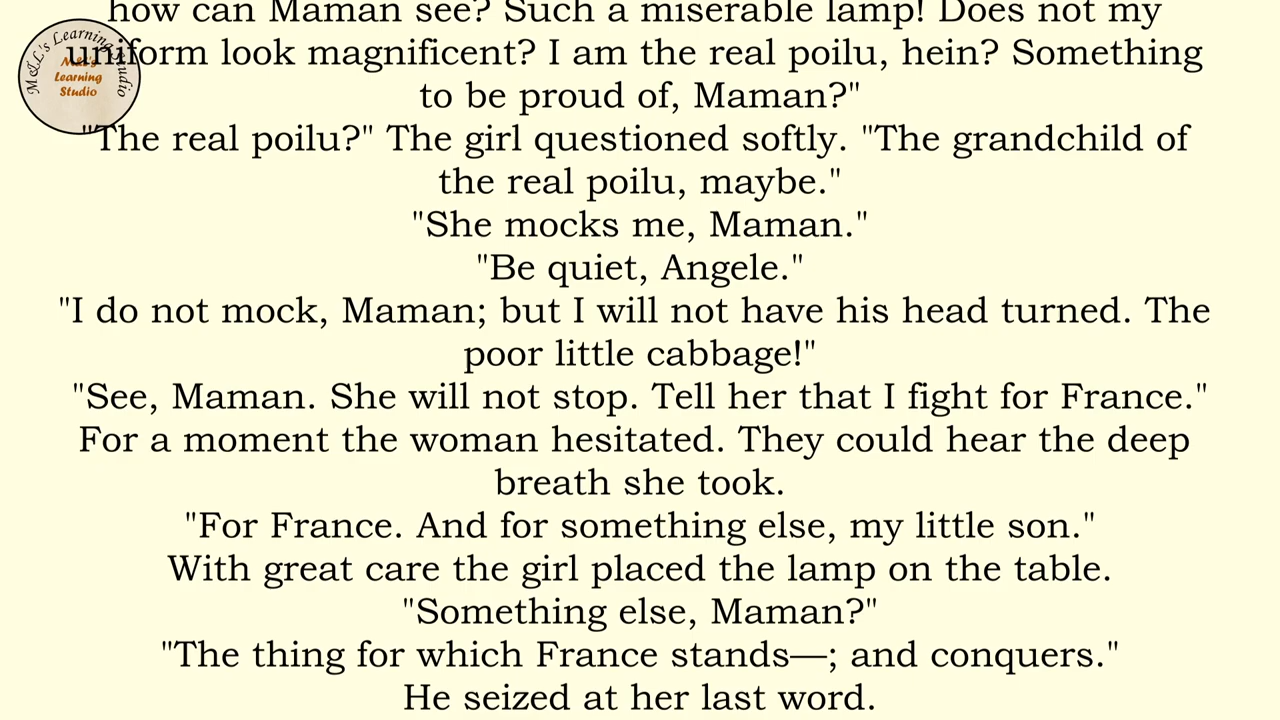 how can Maman see? Such a miserable lamp! Does not my
uniform look magnificent? I am the real poilu, hein? Something
to be proud of, Maman?"
"The real poilu?" The girl questioned softly. "The grandchild of
the real poilu, maybe."
"She mocks me, Maman."
"Be quiet, Angele."
"I do not mock, Maman; but I will not have his head turned. The
poor little cabbage!"
"See, Maman. She will not stop. Tell her that I fight for France."
For a moment the woman hesitated. They could hear the deep
breath she took.
"For France. And for something else, my little son."
With great care the girl placed the lamp on the table.
"Something else, Maman?"
"The thing for which France stands—; and conquers."
He seized at her last word.
M&L's Learning Studio
M&L's
Learning
Studio